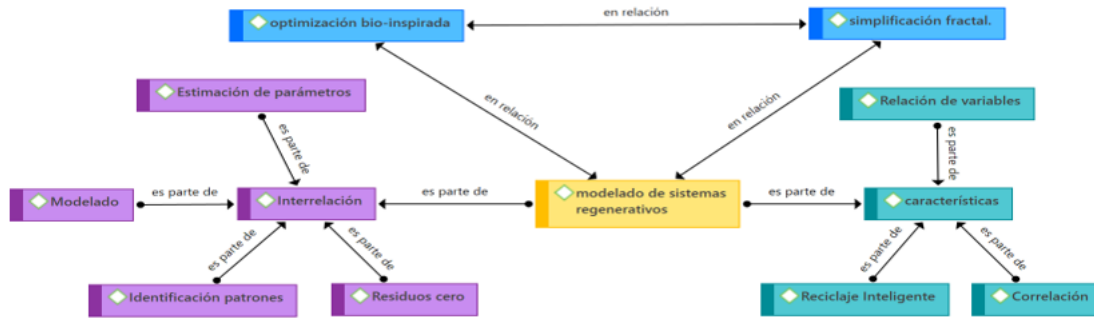 en relación
optimización bio-inspirada
simplificación fractal.
Estimación de parámetros
Relación de variables
en relación
en relación
es parte de
es parte de
Modelado
es parte de
Interrelación
es parte de
modelado de sistemas
regenerativos
es parte de
características
es parte de
es parte de
es parte de
es parte de
Identificación patrones
Residuos cero
Reciclaje Inteligente
Correlación